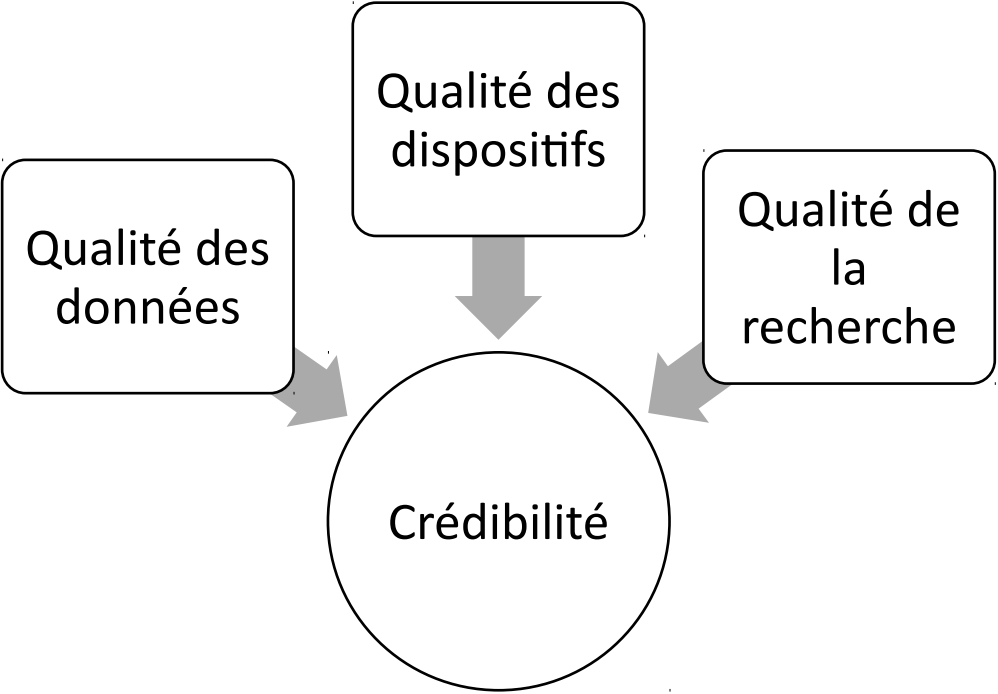 Qualité des
données
Qualité des
dispositifs
Qualité de
la
recherche
Crédibilité